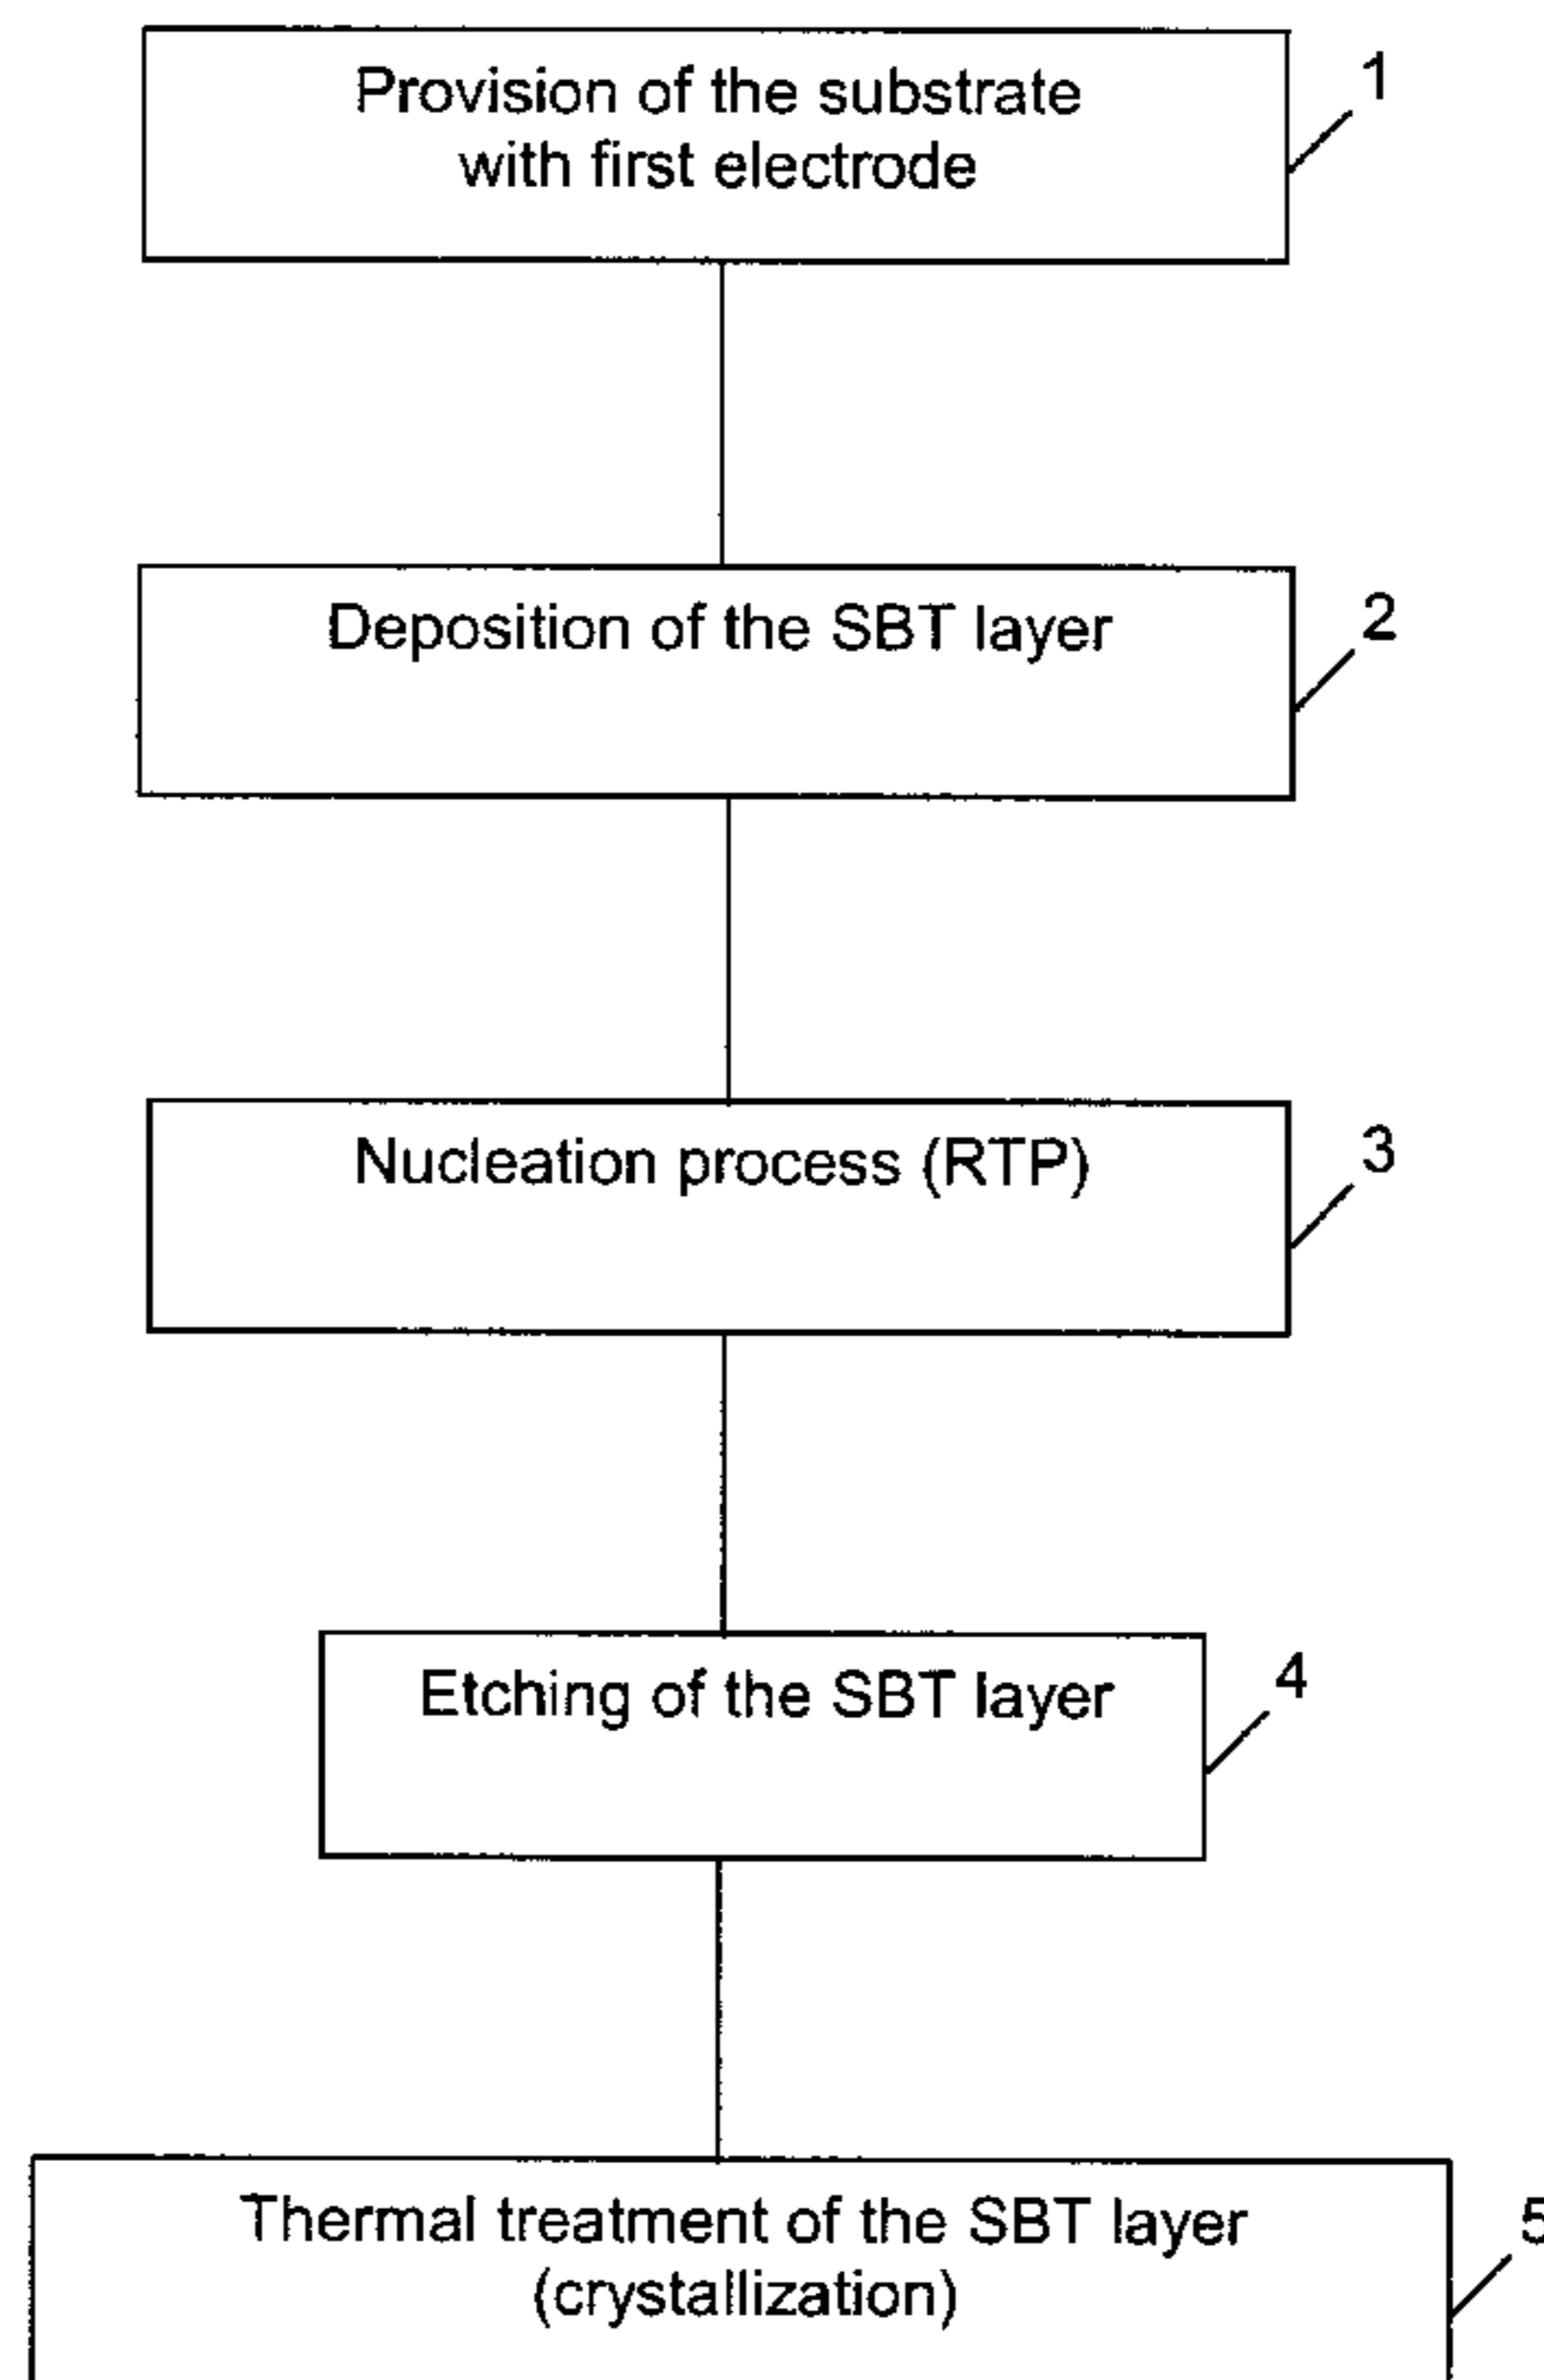 Provision of the substrate
with first electrode
1
Deposition of the SBT layer
2
Nucleation process (RTP)
3
Etching of the SBT layer
4
Thermal treatment of the SBT layer
(crystallization)
5